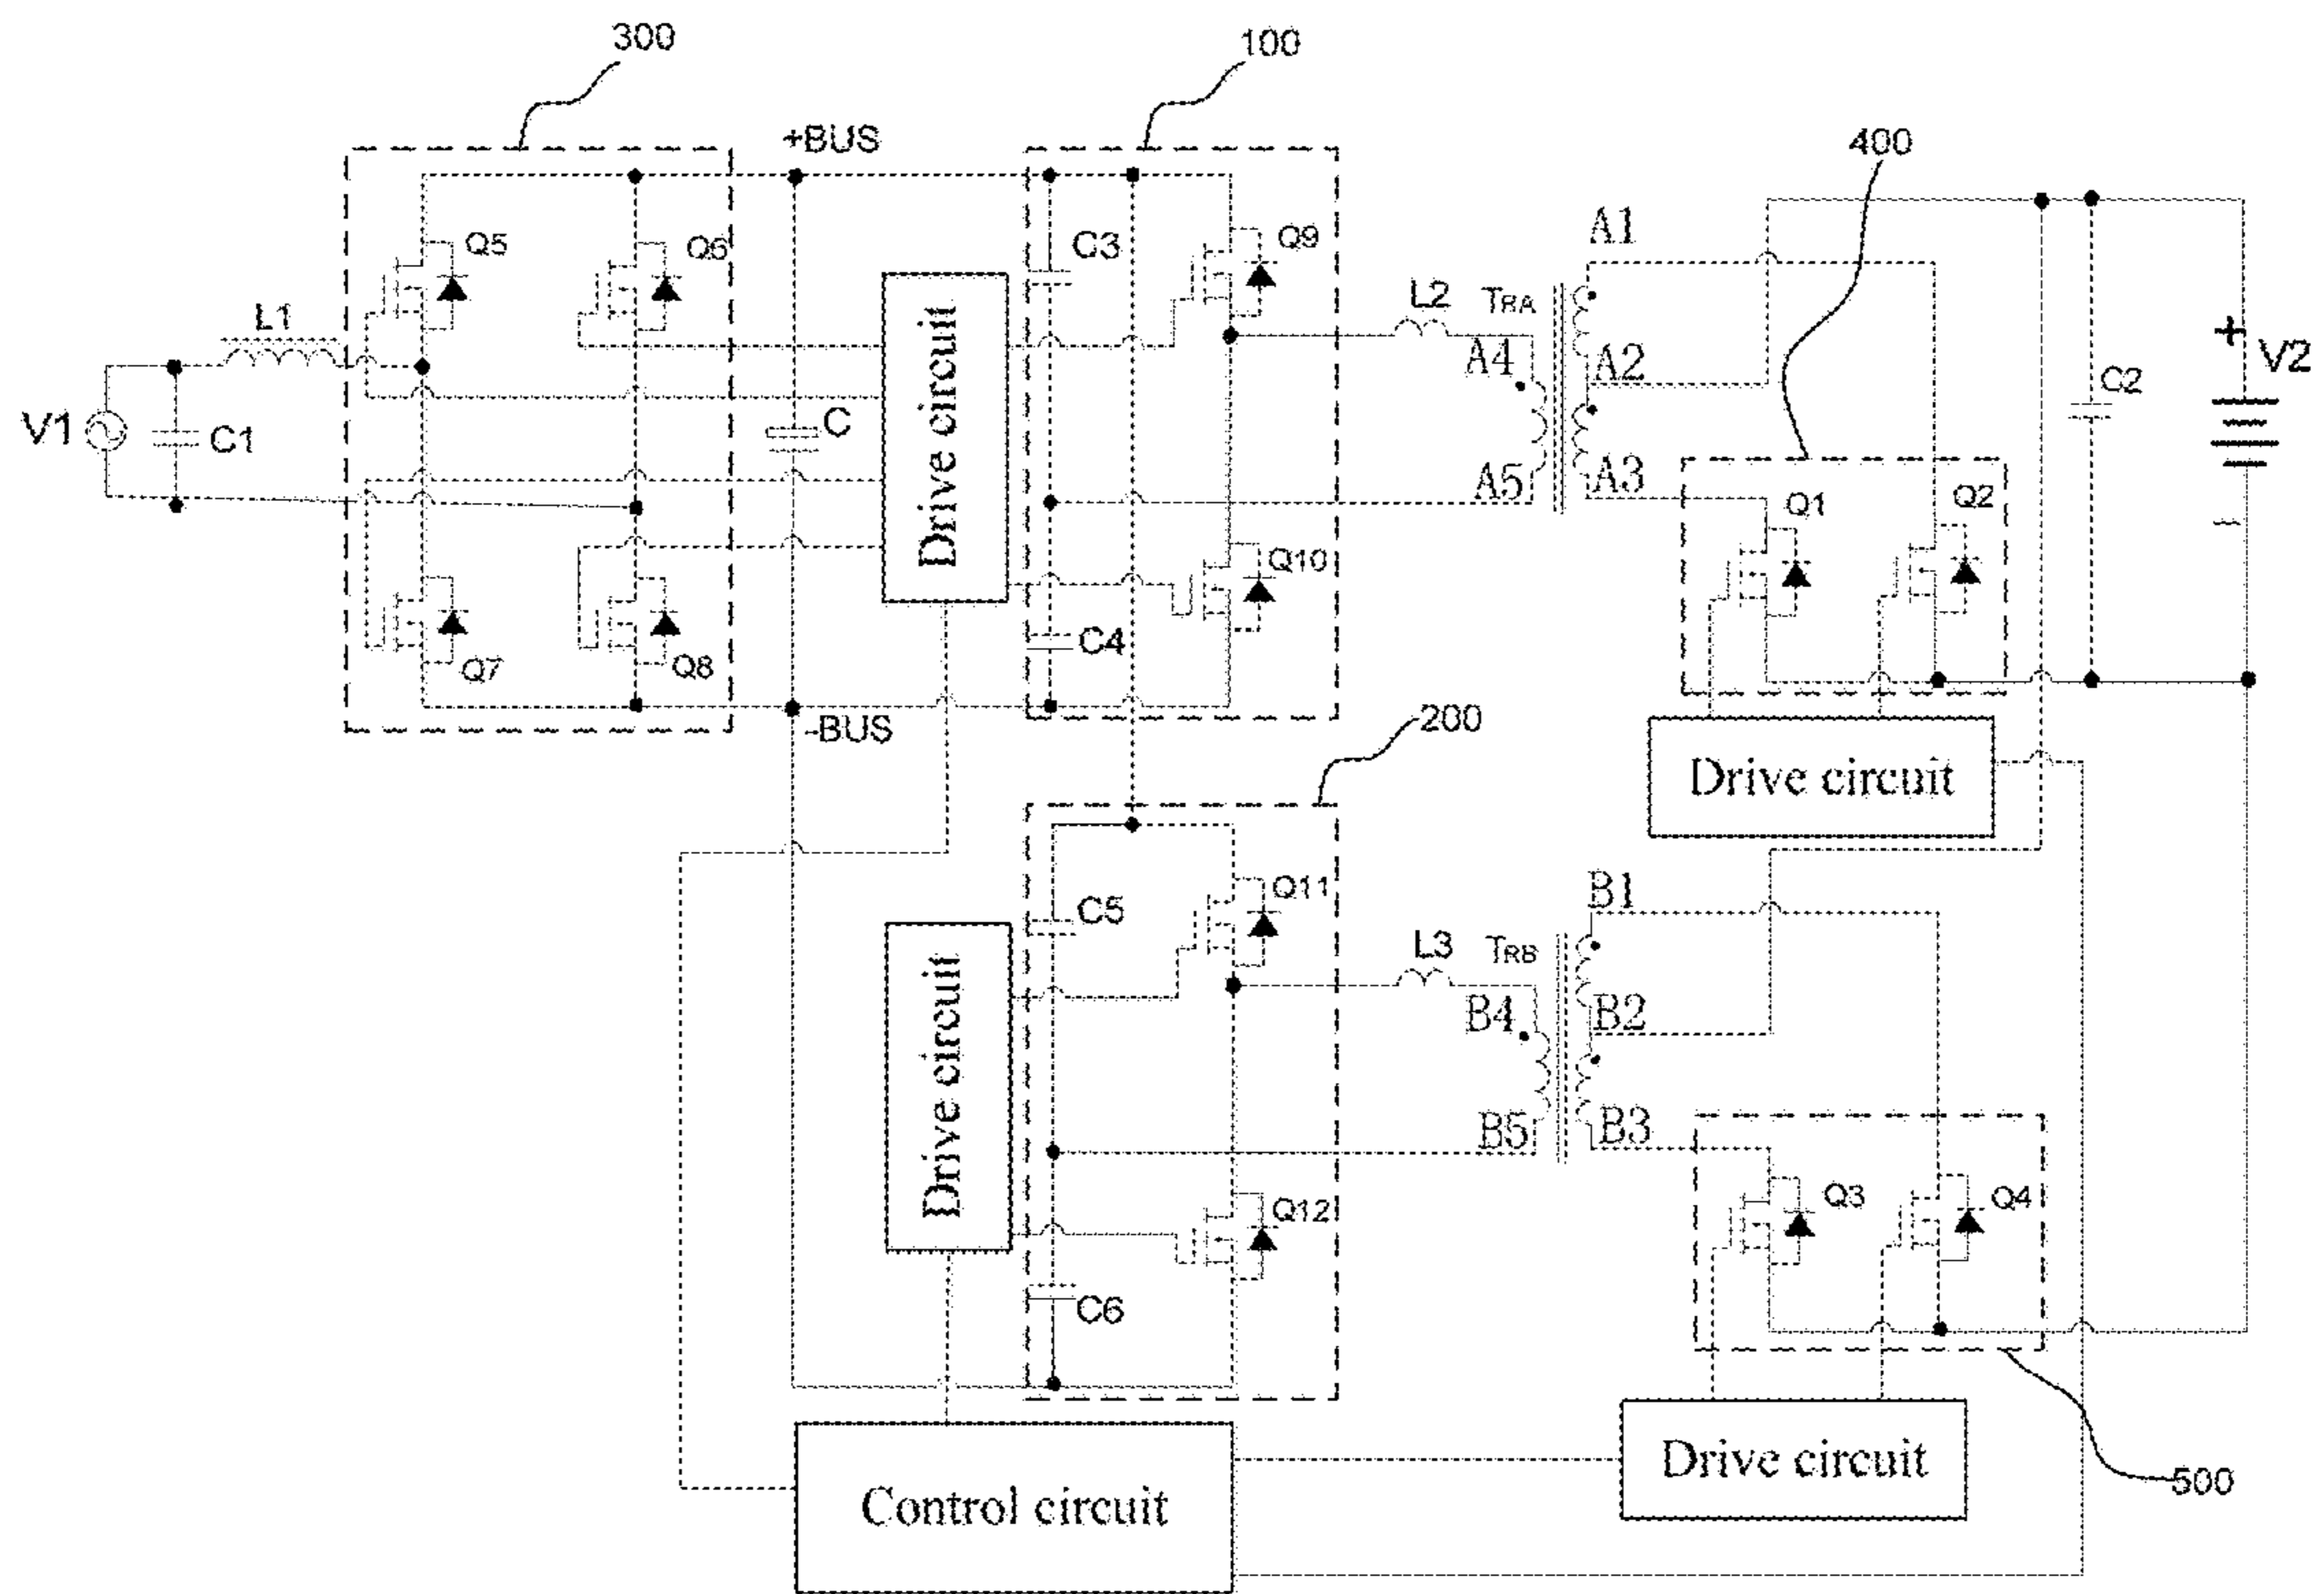 300
100
+BUS
400
A1
Q5
Q6
C3
Q9
L1
L2
TRA
A4
A2
V2
+
C2
V1
C1
C
Drive circuit
A5
A3
Q1
Q2
Q10
C4
Q7
Q8
-BUS
200
Drive circuit
Q11
B1
C5
L3
TRB
B4
B2
Drive circuit
B5
B3
Q3
Q4
Q12
C6
Drive circuit
500
Control circuit